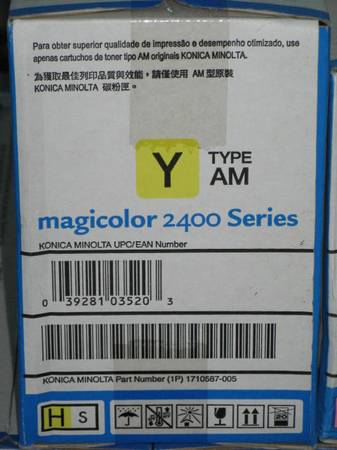 Para obter superior qualidade de impressão e desempenho otimizado, use
apenas cartuchos de toner tipo AM originais KONICA MINOLTA.
為獲取最佳列印品質與效能，請僅使用 AM 型原裝
KONICA MINOLTA 碳粉匣。
Y TYPE AM
magicolor 2400 Series
KONICA MINOLTA UPC/EAN Number
0 39281 03520 3
KONICA MINOLTA Part Number (1P) 1710587-005
H S